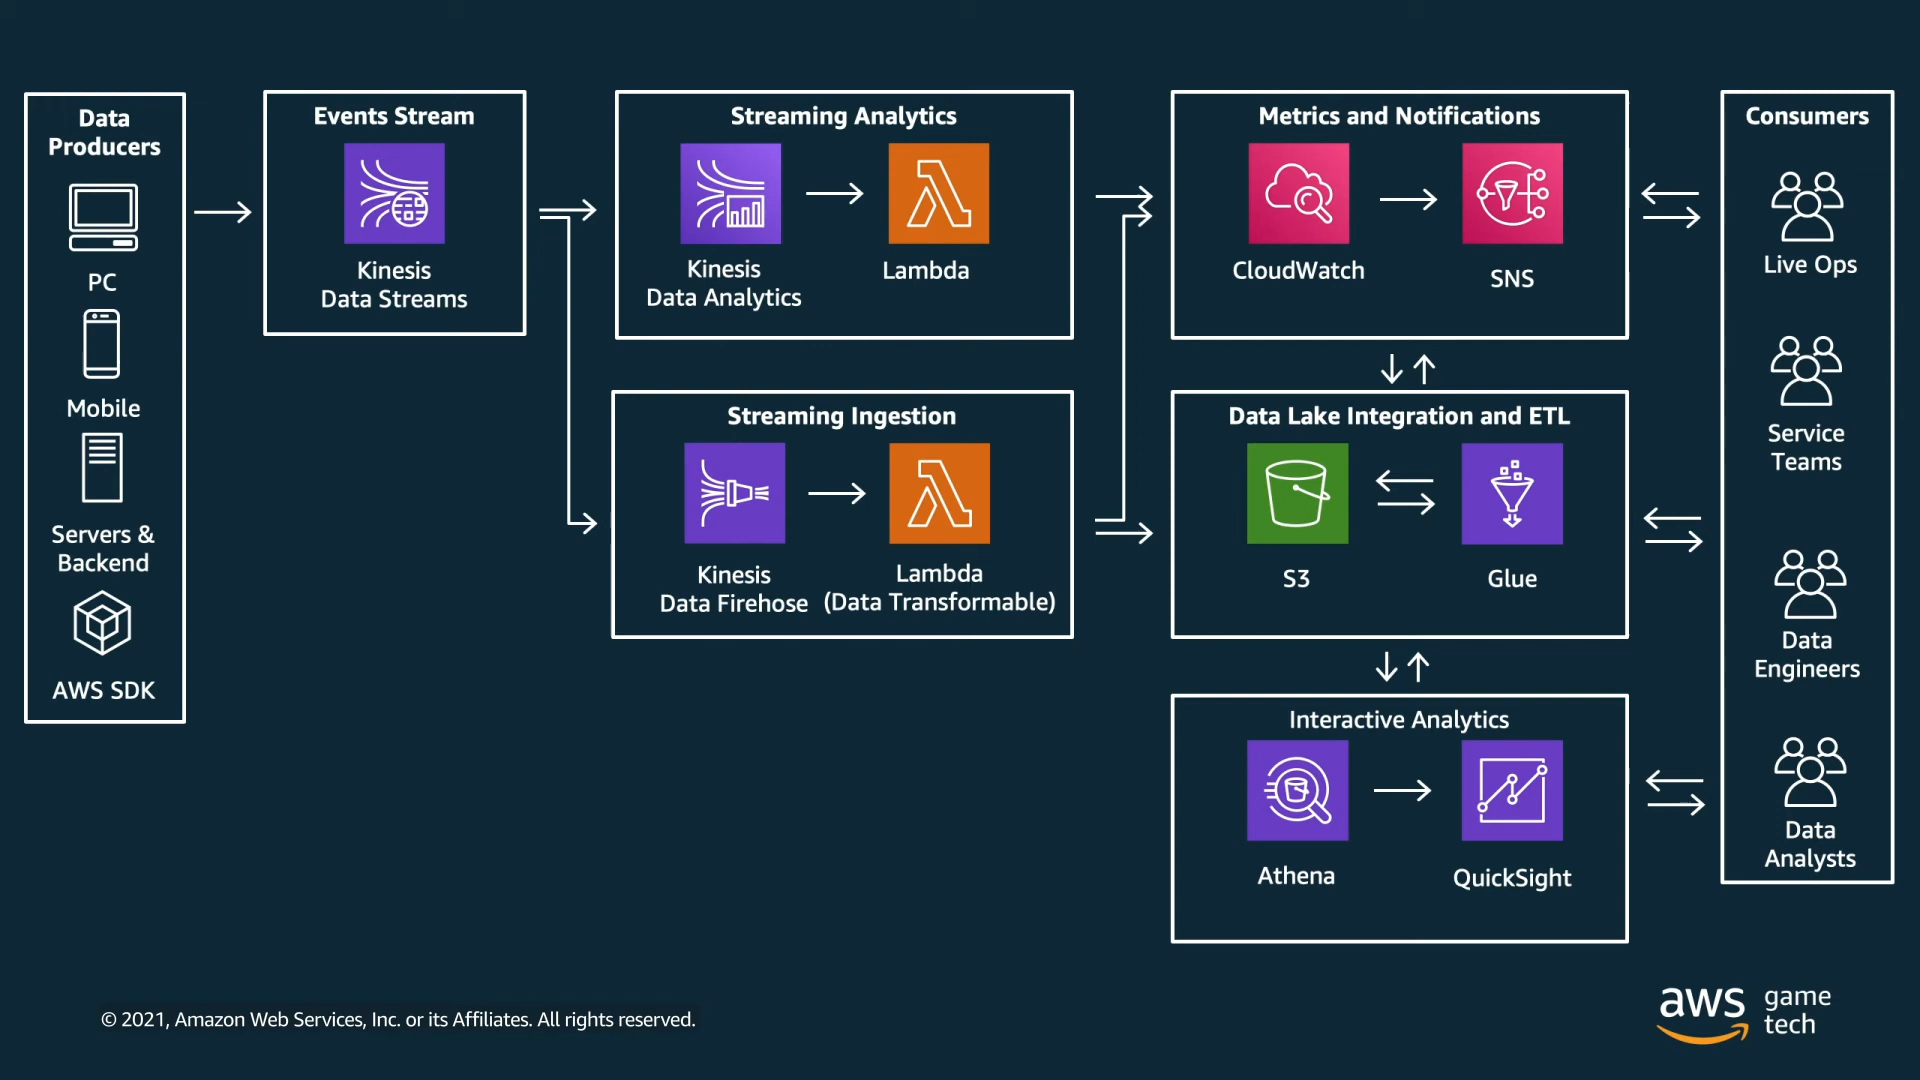 Data
Producers
PC
Mobile
Servers &
Backend
AWS SDK
Events Stream
Kinesis
Data Streams
Streaming Analytics
Kinesis
Data Analytics
Lambda
Streaming Ingestion
Kinesis
Data Firehose
Lambda
(Data Transformable)
Metrics and Notifications
CloudWatch
SNS
Data Lake Integration and ETL
S3
Glue
Interactive Analytics
Athena
QuickSight
Consumers
Live Ops
Service
Teams
Data
Engineers
Data
Analysts
© 2021, Amazon Web Services, Inc. or its Affiliates. All rights reserved.
aws
game
tech